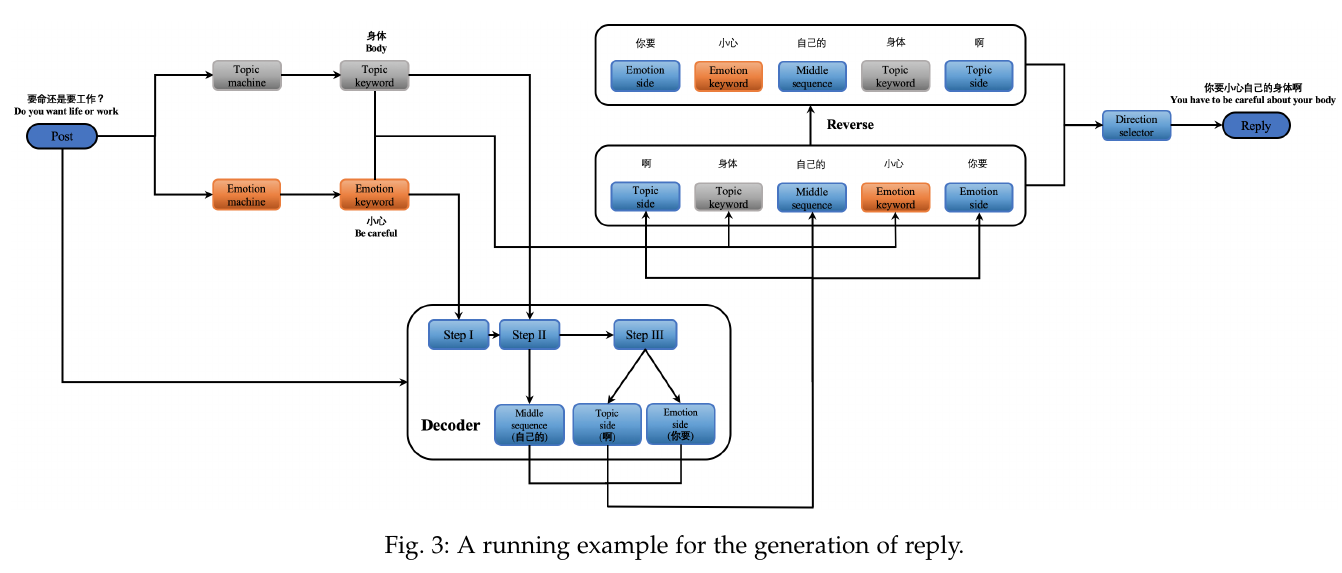 要命还是要工作？
Do you want life or work
Post
Topic
machine
身体
Body
Topic
keyword
Emotion
machine
Emotion
keyword
小心
Be careful
你要
小心
自己的
身体
啊
Emotion
side
Emotion
keyword
Middle
sequence
Topic
keyword
Topic
side
Reverse
啊
身体
自己的
小心
你要
Topic
side
Topic
keyword
Middle
sequence
Emotion
keyword
Emotion
side
Direction
selector
你要小心自己的身体啊
You have to be careful about your body
Reply
Step I
Step II
Step III
Decoder
Middle
sequence
(自己的)
Topic
side
(啊)
Emotion
side
(你要)
Fig. 3: A running example for the generation of reply.